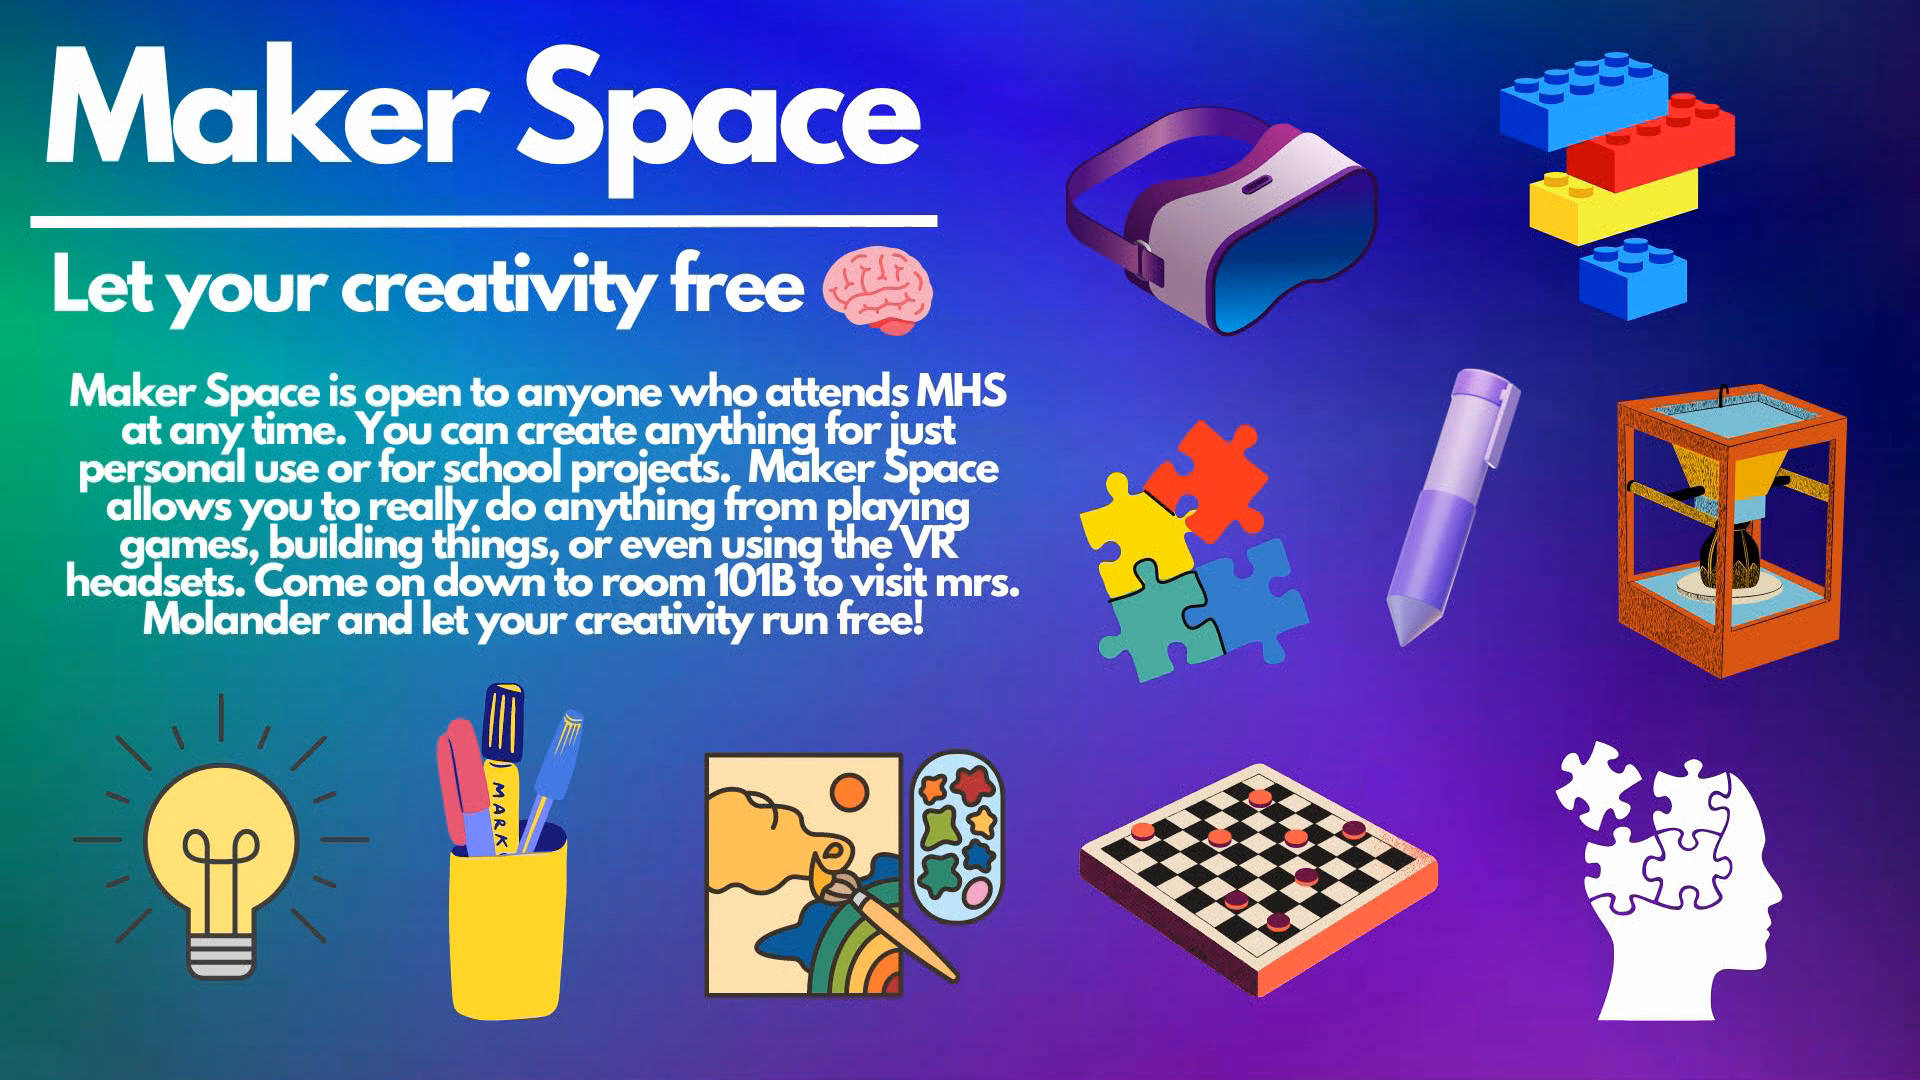 Maker Space
Let your creativity free
Maker Space is open to anyone who attends MHS
at any time. You can create anything for just
personal use or for school projects. Maker Space
allows you to really do anything from playing
games, building things, or even using the VR
headsets. Come on down to room 101B to visit mrs.
Molander and let your creativity run free!
MARK